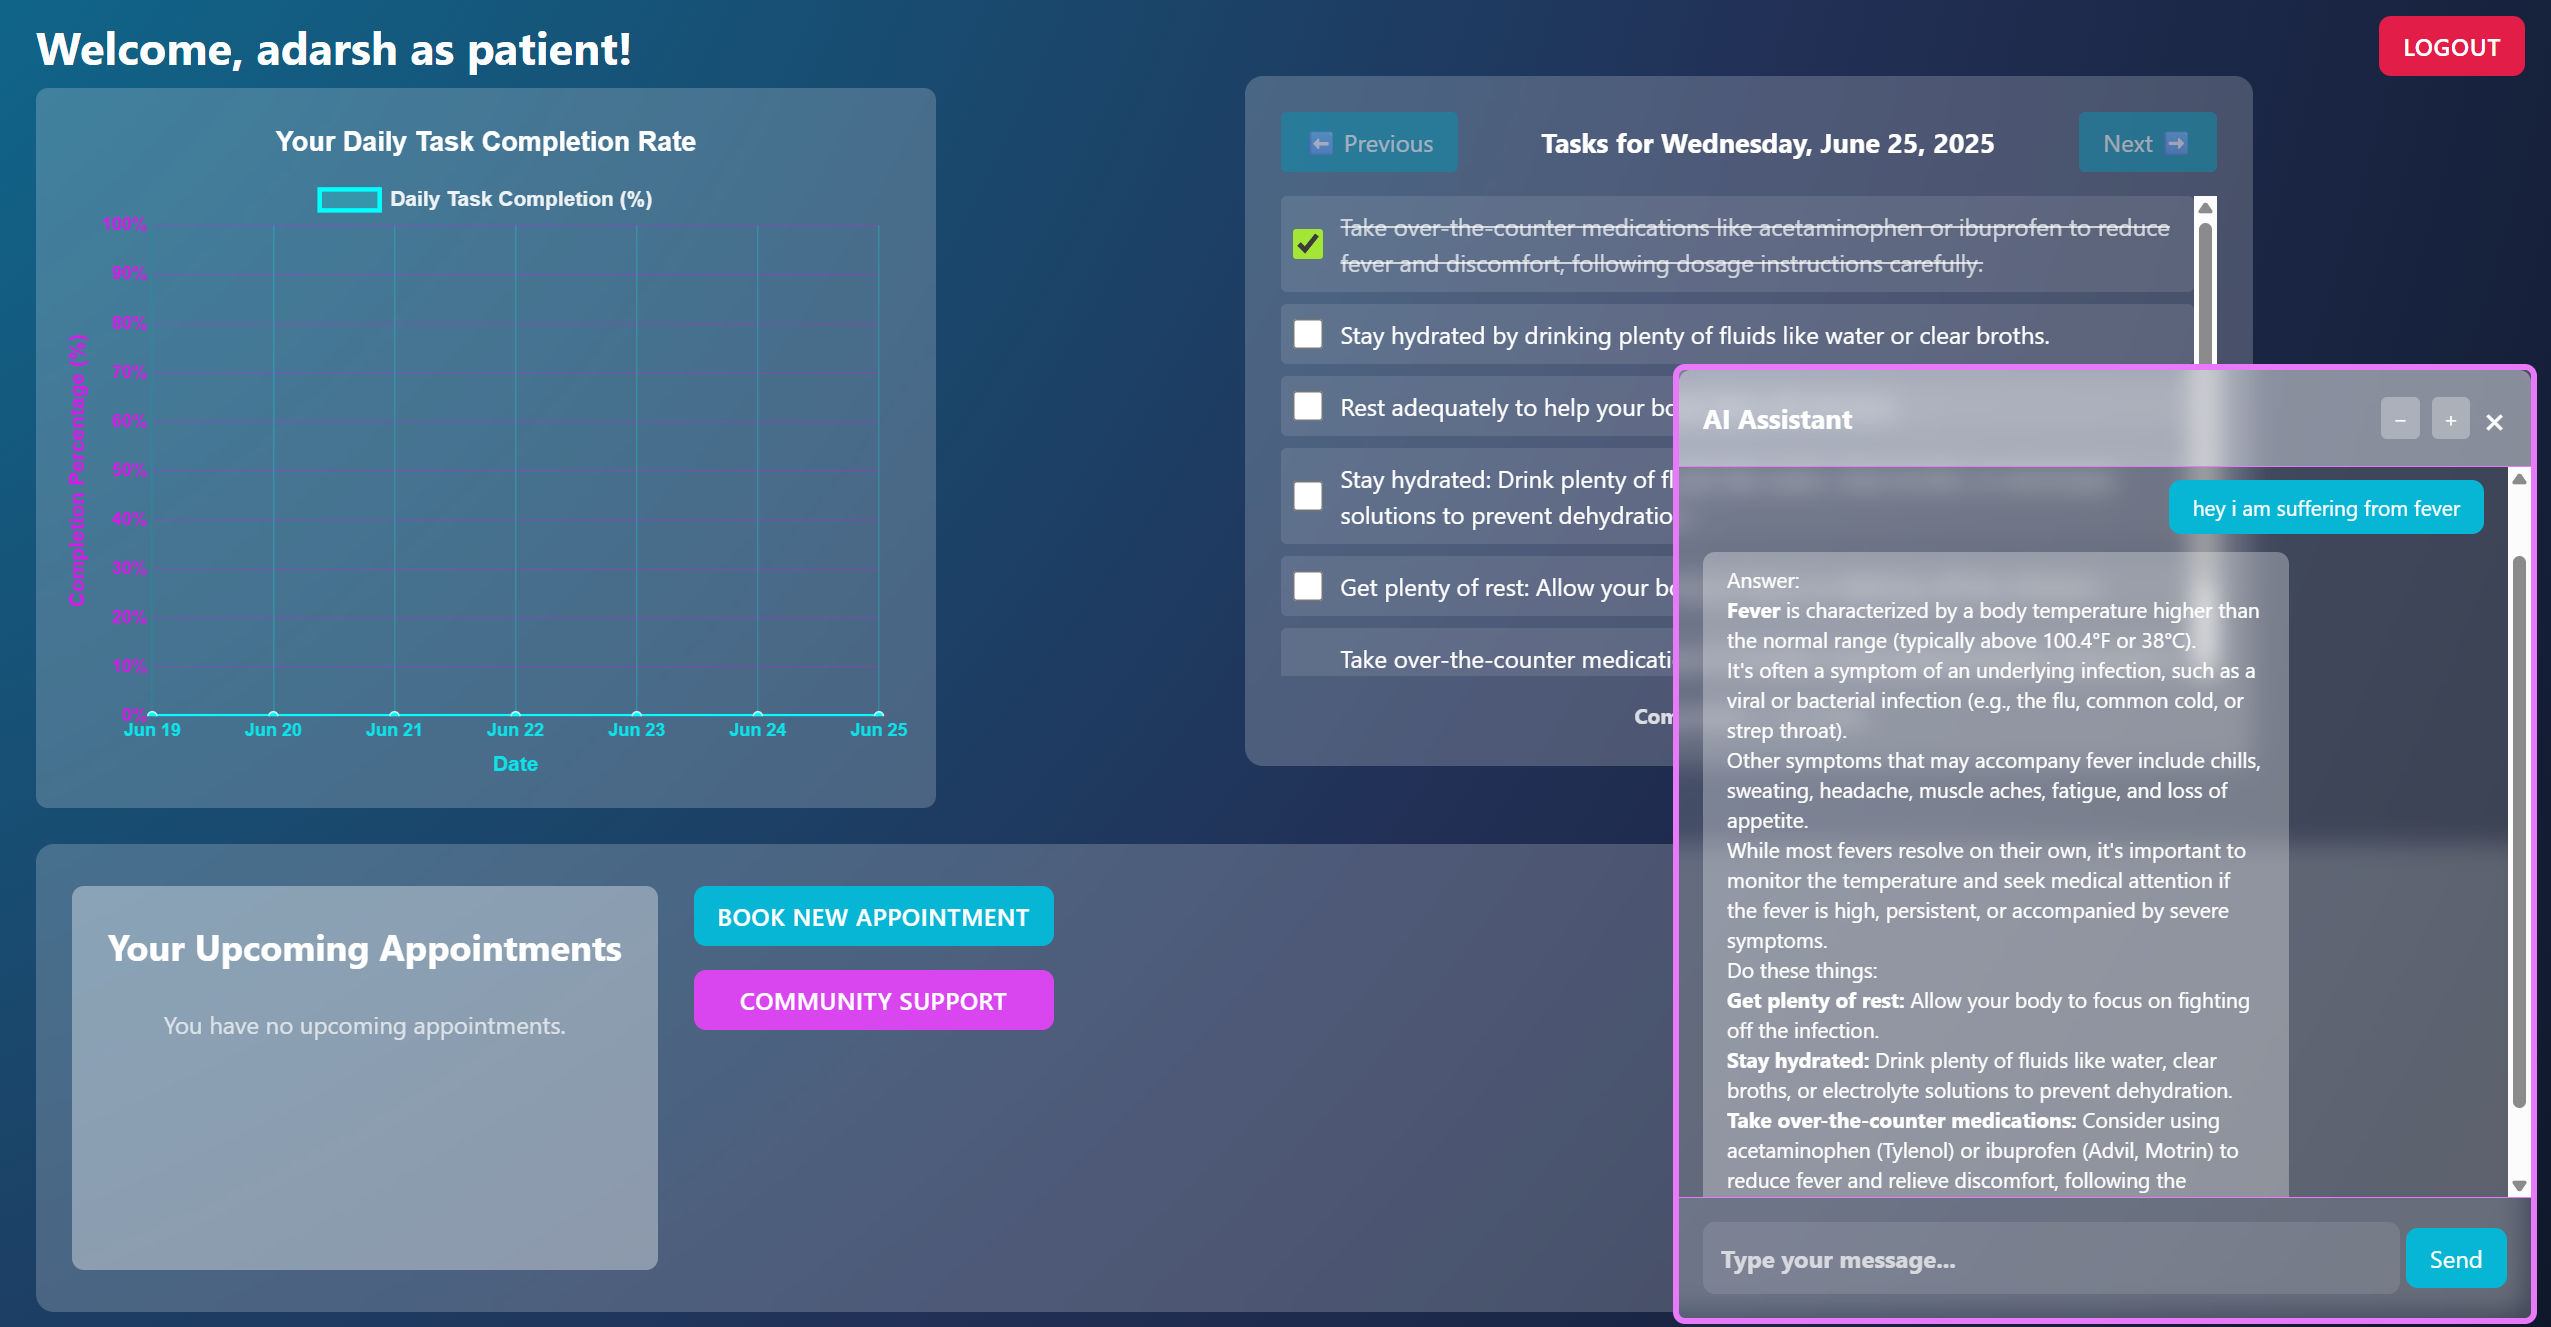 Welcome, adarsh as patient!
LOGOUT
Your Daily Task Completion Rate
Daily Task Completion (%)
Completion Percentage (%)
100%
90%
80%
70%
60%
50%
40%
30%
20%
10%
0%
Jun 19 Jun 20 Jun 21 Jun 22 Jun 23 Jun 24 Jun 25
Date
Previous
Tasks for Wednesday, June 25, 2025
Next
Take over-the-counter medications like acetaminophen or ibuprofen to reduce
fever and discomfort, following dosage instructions carefully.
Stay hydrated by drinking plenty of fluids like water or clear broths.
Rest adequately to help your
Stay hydrated: Drink plenty of
solutions to prevent
Get plenty of rest: Allow your
Take over-the-counter
Your Upcoming Appointments
You have no upcoming appointments.
BOOK NEW APPOINTMENT
COMMUNITY SUPPORT
AI Assistant
− + ×
hey i am suffering from fever
Answer:
Fever is characterized by a body temperature higher than
the normal range (typically above 100.4°F or 38°C).
It's often a symptom of an underlying infection, such as a
viral or bacterial infection (e.g., the flu, common cold, or
strep throat).
Other symptoms that may accompany fever include chills,
sweating, headache, muscle aches, fatigue, and loss of
appetite.
While most fevers resolve on their own, it's important to
monitor the temperature and seek medical attention if
the fever is high, persistent, or accompanied by severe
symptoms.
Do these things:
Get plenty of rest: Allow your body to focus on fighting
off the infection.
Stay hydrated: Drink plenty of fluids like water, clear
broths, or electrolyte solutions to prevent dehydration.
Take over-the-counter medications: Consider using
acetaminophen (Tylenol) or ibuprofen (Advil, Motrin) to
reduce fever and relieve discomfort, following the
Type your message...
Send